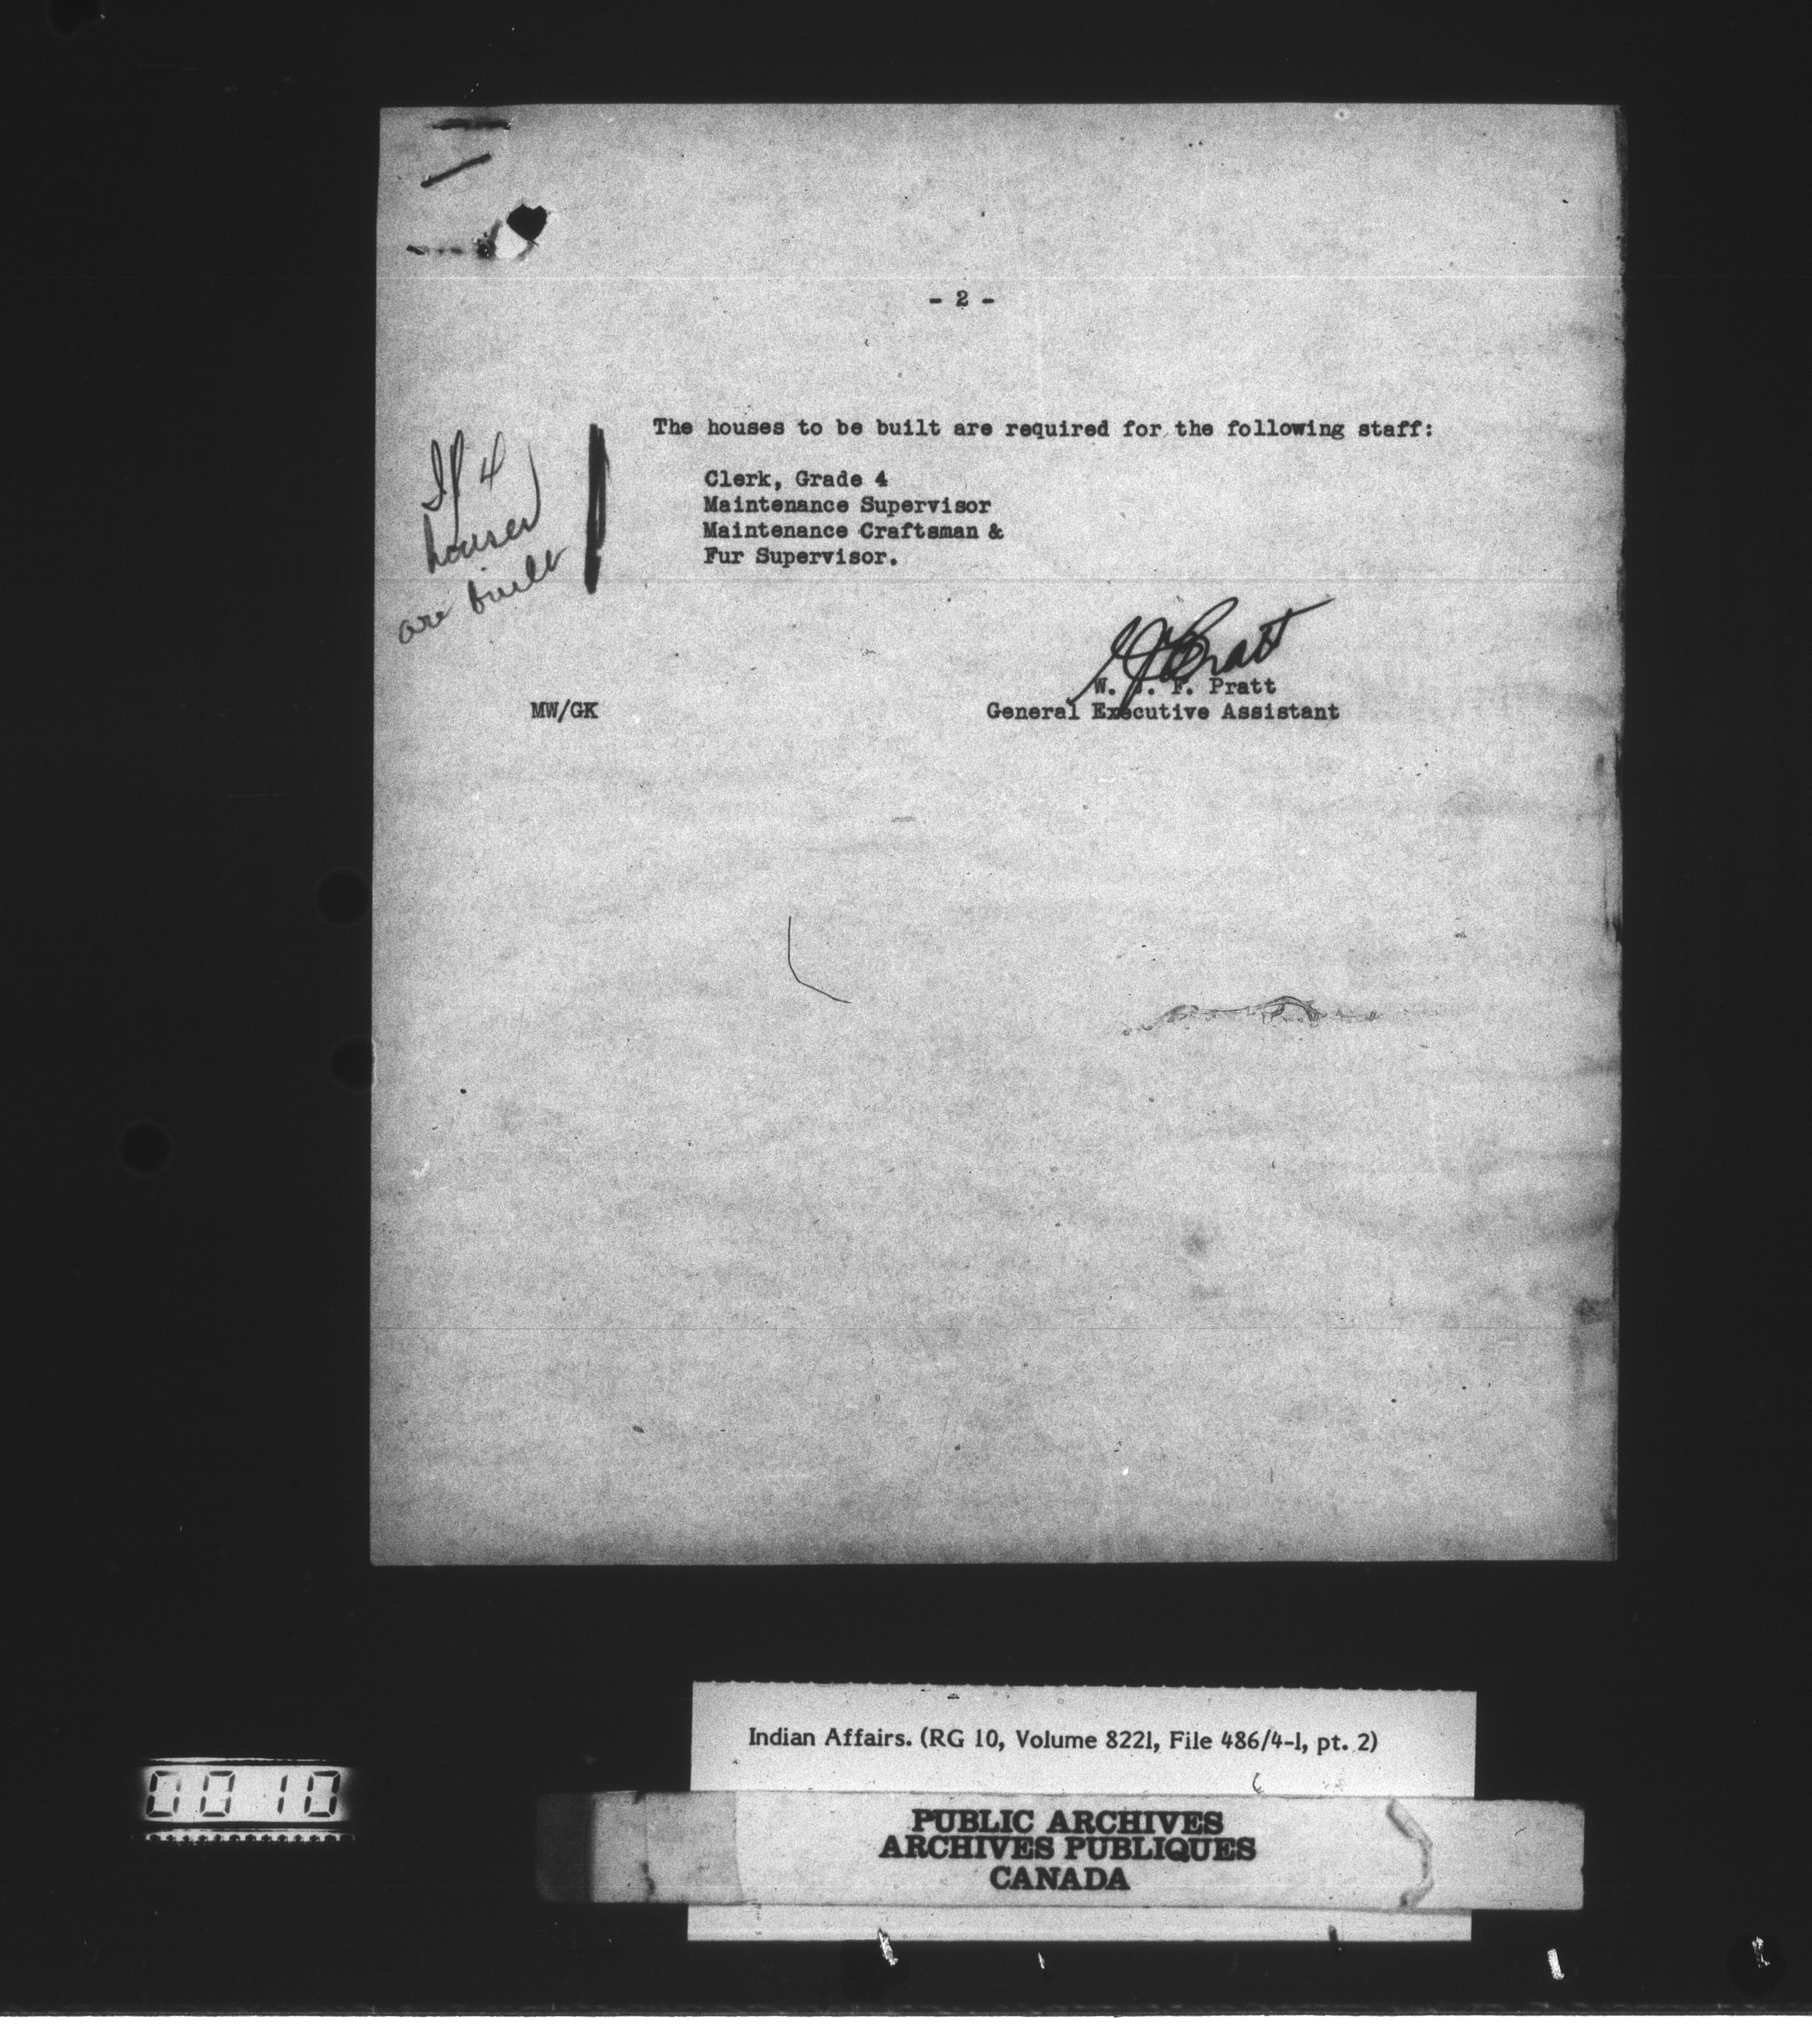 - 2 -
The houses to be built are required for the following staff:
Clerk, Grade 4
Maintenance Supervisor
Maintenance Craftsman &
Fur Supervisor.
If 4
houses
are built
W. J. F. Pratt
General Executive Assistant
MW/GK
Indian Affairs. (RG 10, Volume 8221, File 486/4-1, pt. 2)
PUBLIC ARCHIVES
ARCHIVES PUBLIQUES
CANADA
0010